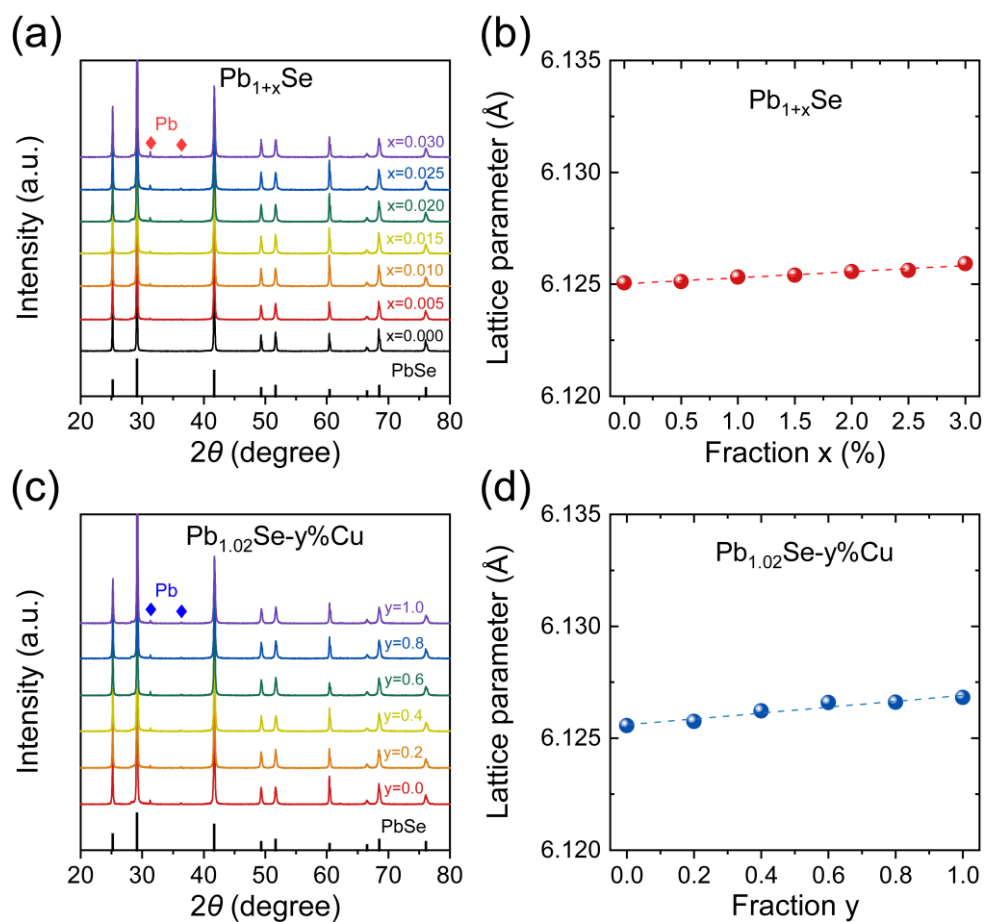 (a)
Pb1+xSe
Pb
x=0.030
x=0.025
x=0.020
x=0.015
x=0.010
x=0.005
x=0.000
PbSe
Intensity (a.u.)
20 30 40 50 60 70 80
2θ (degree)
(b)
Pb1+xSe
6.135
6.130
6.125
6.120
Lattice parameter (Å)
0.0 0.5 1.0 1.5 2.0 2.5 3.0
Fraction x (%)
(c)
Pb1.02Se-y%Cu
Pb
y=1.0
y=0.8
y=0.6
y=0.4
y=0.2
y=0.0
PbSe
Intensity (a.u.)
20 30 40 50 60 70 80
2θ (degree)
(d)
Pb1.02Se-y%Cu
6.135
6.130
6.125
6.120
Lattice parameter (Å)
0.0 0.2 0.4 0.6 0.8 1.0
Fraction y